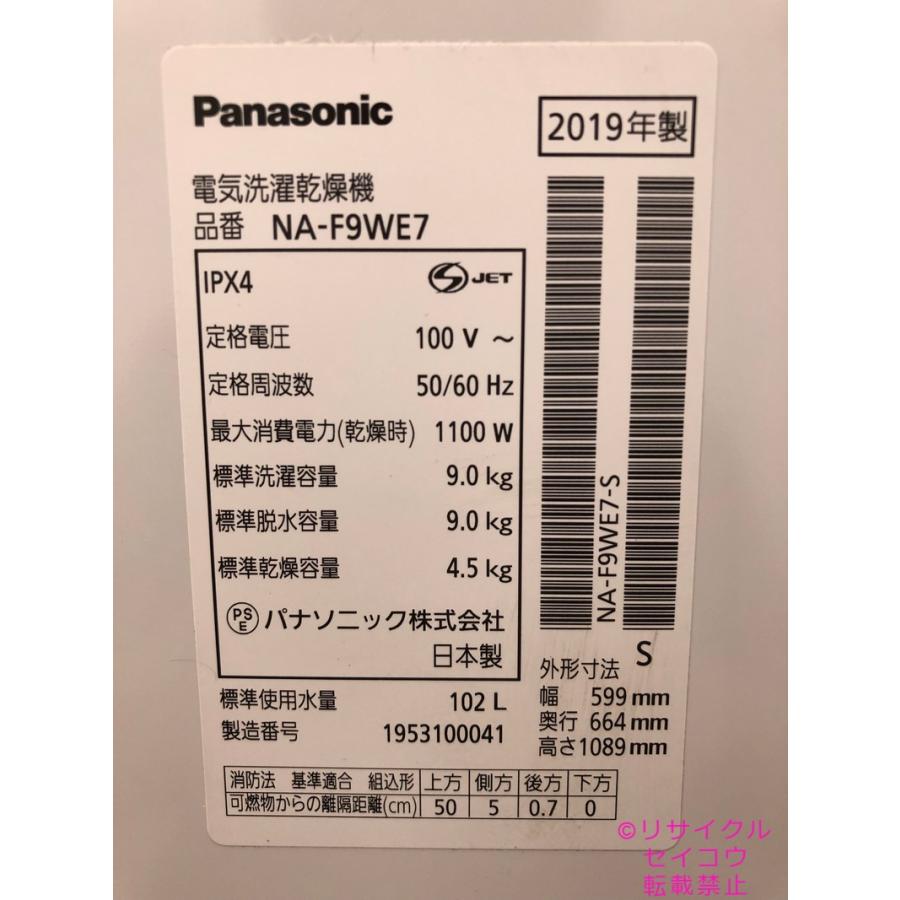 Panasonic
2019年製
電気洗濯乾燥機
品番 NA-F9WE7
IPX4 S JET
定格電圧 100 V ～
定格周波数 50/60 Hz
最大消費電力(乾燥時) 1100 W
標準洗濯容量 9.0 kg
標準脱水容量 9.0 kg
標準乾燥容量 4.5 kg
PS E パナソニック株式会社
日本製
標準使用水量 102 L
製造番号 1953100041
NA-F9WE7-S
S
外形寸法
幅 599 mm
奥行 664 mm
高さ1089 mm
消防法 基準適合 組込形 上方 側方 後方 下方
可燃物からの離隔距離(cm) 50 5 0.7 0
©リサイクル
セイコウ
転載禁止